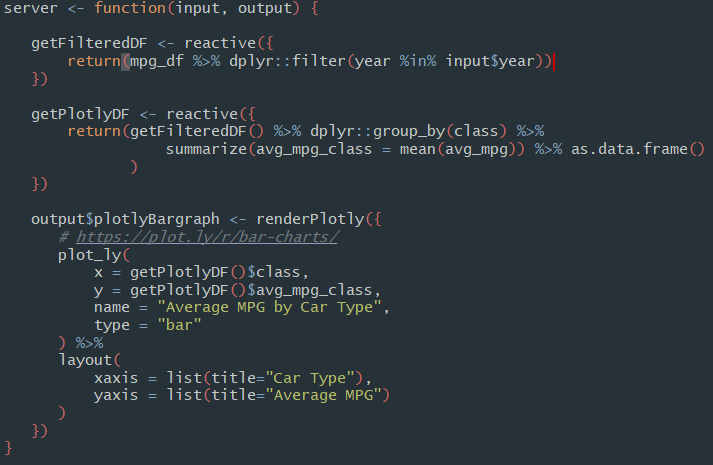 server <- function(input, output) {
getFilteredDF <- reactive({
return(mpg_df %>% dplyr::filter(year %in% input$year))
})
getPlotlyDF <- reactive({
return(getFilteredDF() %>% dplyr::group_by(class) %>%
summarize(avg_mpg_class = mean(avg_mpg)) %>% as.data.frame()
)
})
output$plotlyBargraph <- renderPlotly({
# https://plot.ly/r/bar-charts/
plot_ly(
x = getPlotlyDF()$class,
y = getPlotlyDF()$avg_mpg_class,
name = "Average MPG by Car Type",
type = "bar"
) %>%
layout(
xaxis = list(title="Car Type"),
yaxis = list(title="Average MPG")
)
})
}